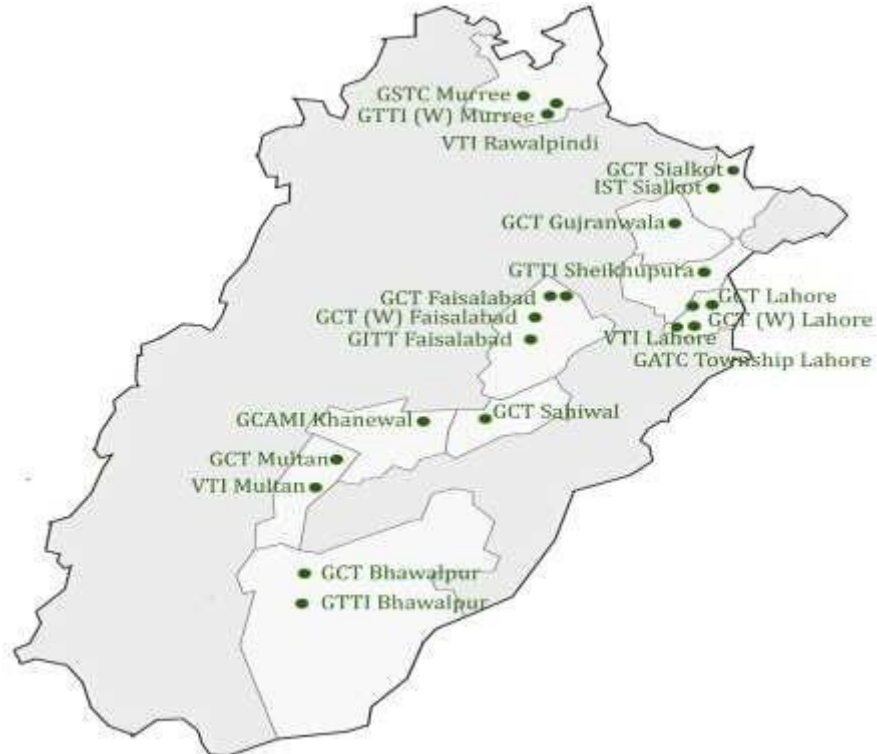 GSTC Murree
GTTI (W) Murree
VTI Rawalpindi
GCT Sialkot
IST Sialkot
GCT Gujranwala
GTTI Sheikhupura
GCT Faisalabad
GCT Lahore
GCT (W) Faisalabad
GCT (W) Lahore
GITT Faisalabad
VTI Lahore
GATC Township Lahore
GCAMI Khanewal
GCT Sahiwal
GCT Multan
VTI Multan
GCT Bhawalpur
GTTI Bhawalpur